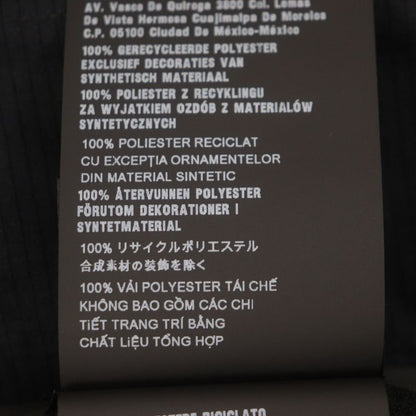 AV. Vasco De Quiroga 3800 Col. Lomas
De Vista Hermosa Cuajimalpa De Morelos
C.P. 05100 Ciudad De México-México
100% GERECYCLEERDE POLYESTER
EXCLUSIEF DECORATIES VAN
SYNTHETISCH MATERIAAL
100% POLIESTER Z RECYKLINGU
ZA WYJATKIEM OZDÓB Z MATERIALÓW
SYNTETYCZNYCH
100% POLIESTER RECICLAT
CU EXCEPȚIA ORNAMENTELOR
DIN MATERIAL SINTETIC
100% ÅTERVUNNEN POLYESTER
FÖRUTOM DEKORATIONER I
SYNTETMATERIAL
100% リサイクルポリエステル
合成素材の装飾を除く
100% VẢI POLYESTER TÁI CHẾ
KHÔNG BAO GỒM CÁC CHI
TIẾT TRANG TRÍ BẰNG
CHẤT LIỆU TỔNG HỢP
RICICLATO